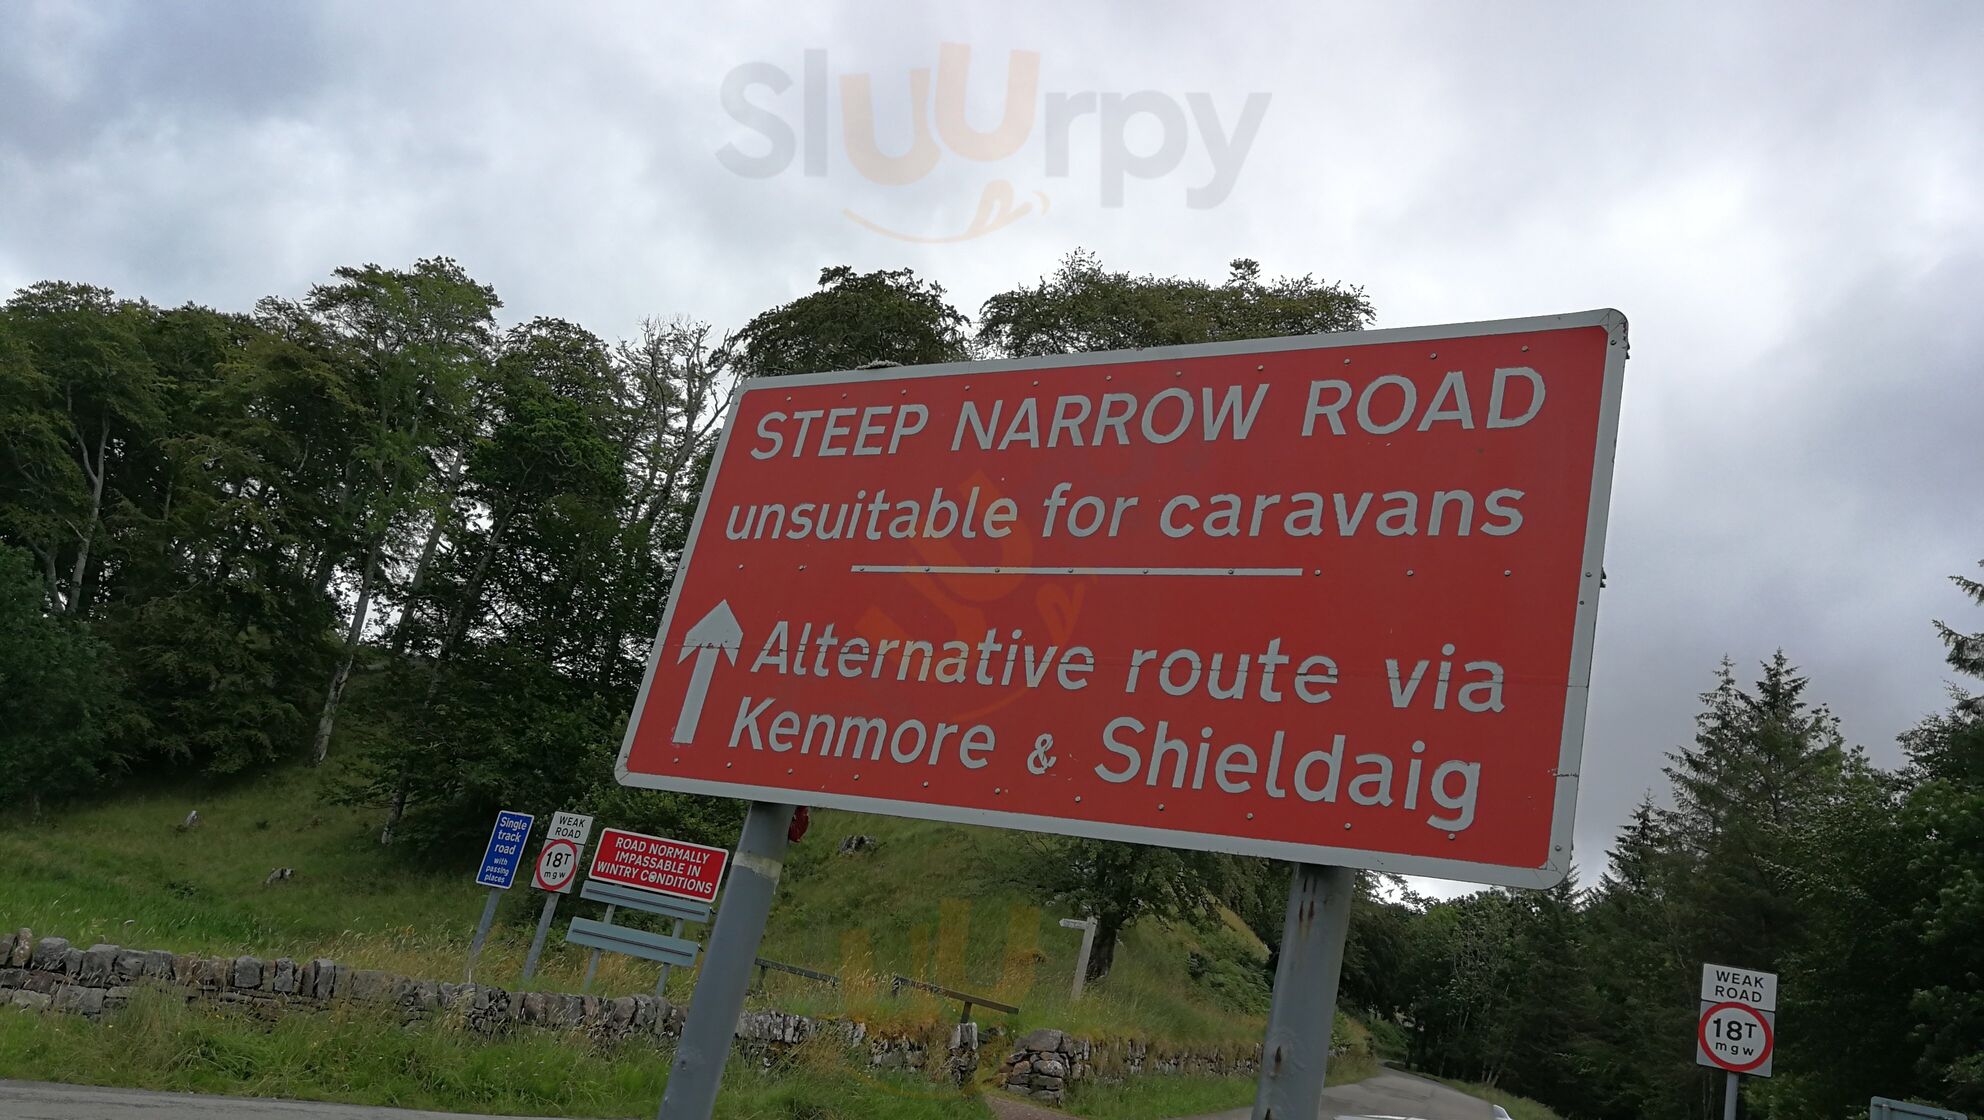 Sluurpy
STEEP NARROW ROAD
unsuitable for caravans
Alternative route via
Kenmore & Shieldaig
Single
track
road
with
passing
places
WEAK
ROAD
18T
mgw
ROAD NORMALLY
IMPASSABLE IN
WINTRY CONDITIONS
WEAK
ROAD
18T
mgw